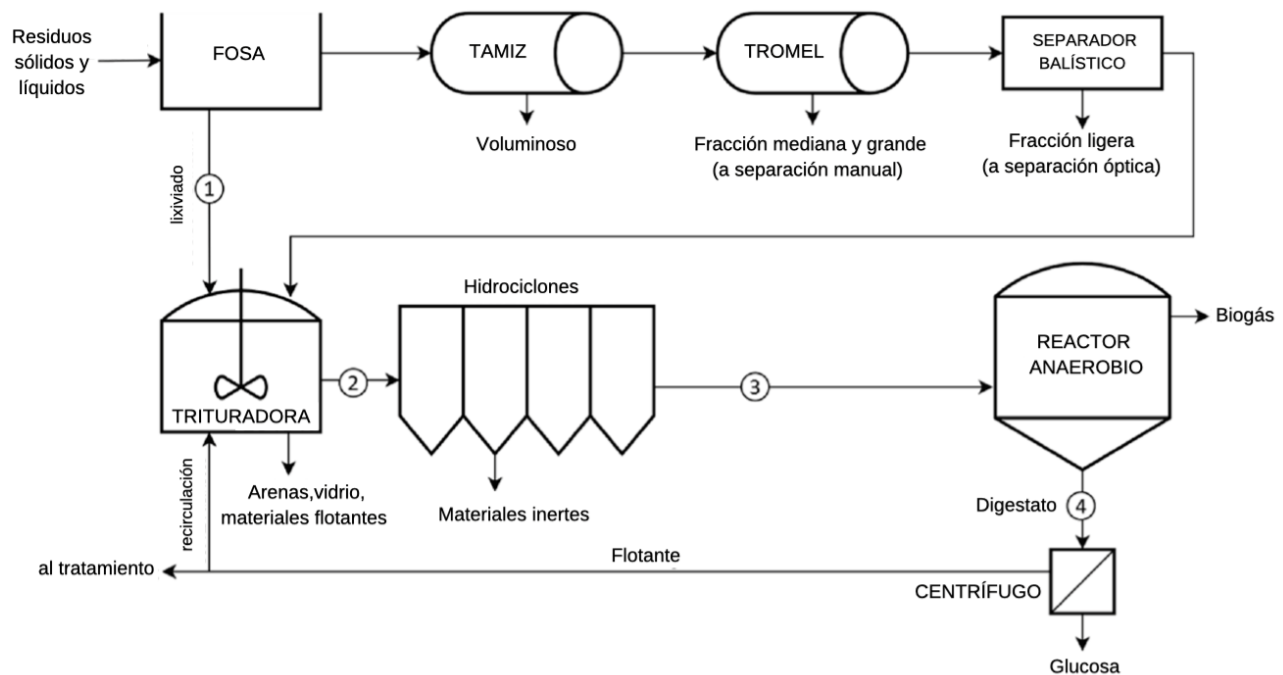 Residuos
sólidos y
líquidos
FOSA
TAMIZ
TROMEL
SEPARADOR
BALÍSTICO
Voluminoso
Fracción mediana y grande
(a separación manual)
Fracción ligera
(a separación óptica)
lixiviado
1
Hidrociclones
TRITURADORA
2
3
REACTOR
ANAEROBIO
Biogás
Arenas,vidrio,
materiales flotantes
Materiales inertes
Digestato
4
recirculación
al tratamiento
Flotante
CENTRÍFUGO
Glucosa